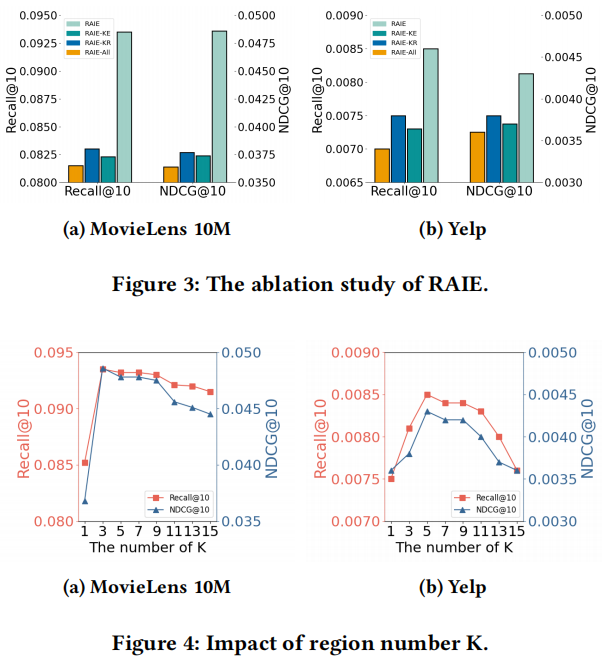 0.0950
0.0925
0.0900
0.0875
0.0850
0.0825
0.0800
Recall@10
RAIE
RAIE-KE
RAIE-KR
RAIE-All
Recall@10 NDCG@10
0.0500
0.0475
0.0450
0.0425
0.0400
0.0375
0.0350
NDCG@10
(a) MovieLens 10M
0.0090
0.0085
0.0080
0.0075
0.0070
0.0065
Recall@10
RAIE
RAIE-KE
RAIE-KR
RAIE-All
Recall@10 NDCG@10
0.0050
0.0045
0.0040
0.0035
0.0030
NDCG@10
(b) Yelp
Figure 3: The ablation study of RAIE.
0.095
0.090
0.085
0.080
Recall@10
Recall@10
NDCG@10
1 3 5 7 9 11 13 15
The number of K
0.050
0.045
0.040
0.035
NDCG@10
(a) MovieLens 10M
0.0090
0.0085
0.0080
0.0075
0.0070
Recall@10
Recall@10
NDCG@10
1 3 5 7 9 11 13 15
The number of K
0.0050
0.0045
0.0040
0.0035
0.0030
NDCG@10
(b) Yelp
Figure 4: Impact of region number K.